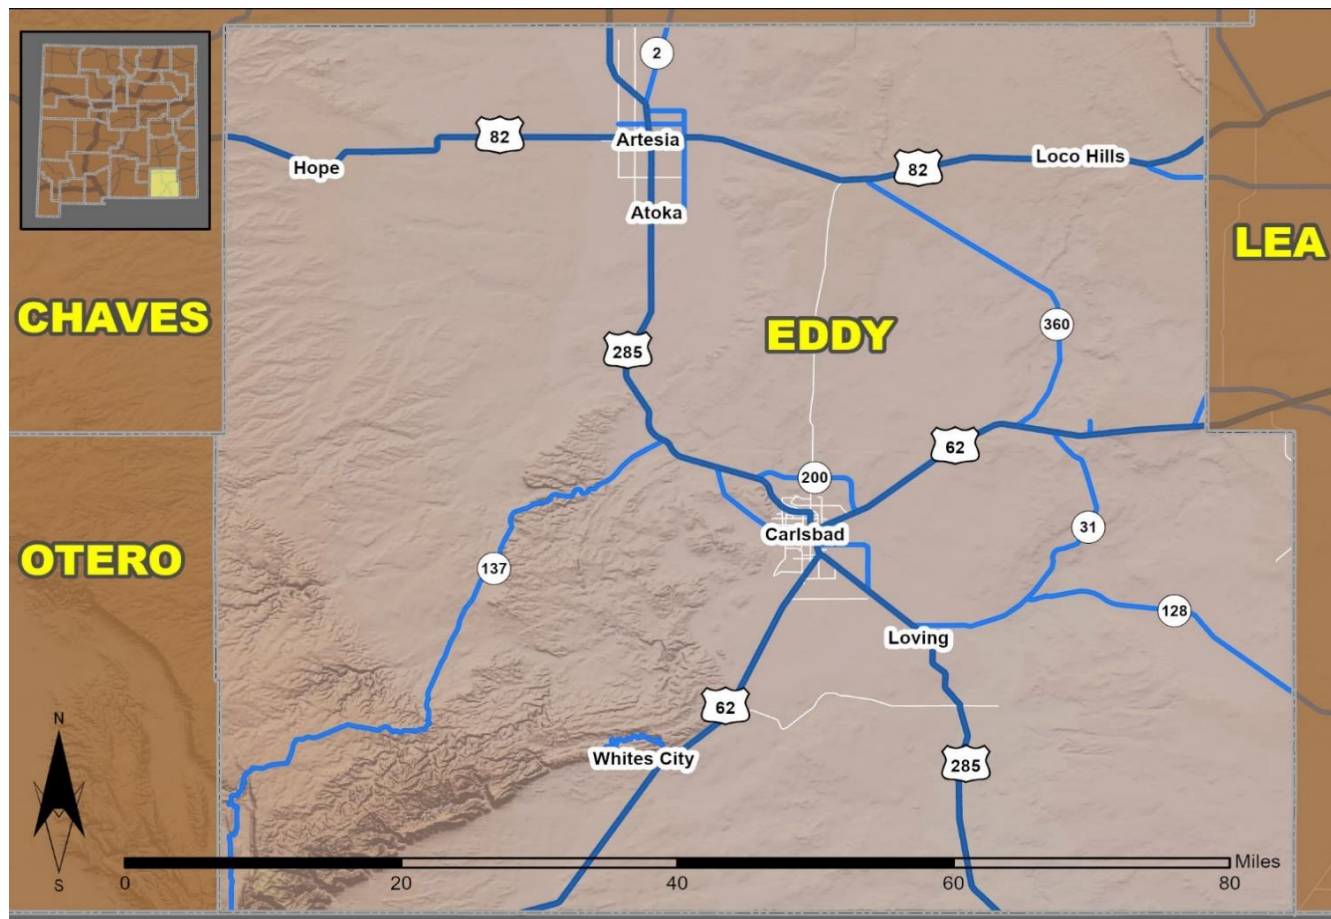 2
82
Artesia
Hope
82
Loco Hills
Atoka
LEA
CHAVES
EDDY
360
285
62
200
Carlsbad
31
OTERO
137
128
Loving
62
N
Whites City
285
S
Miles
0
20
40
60
80